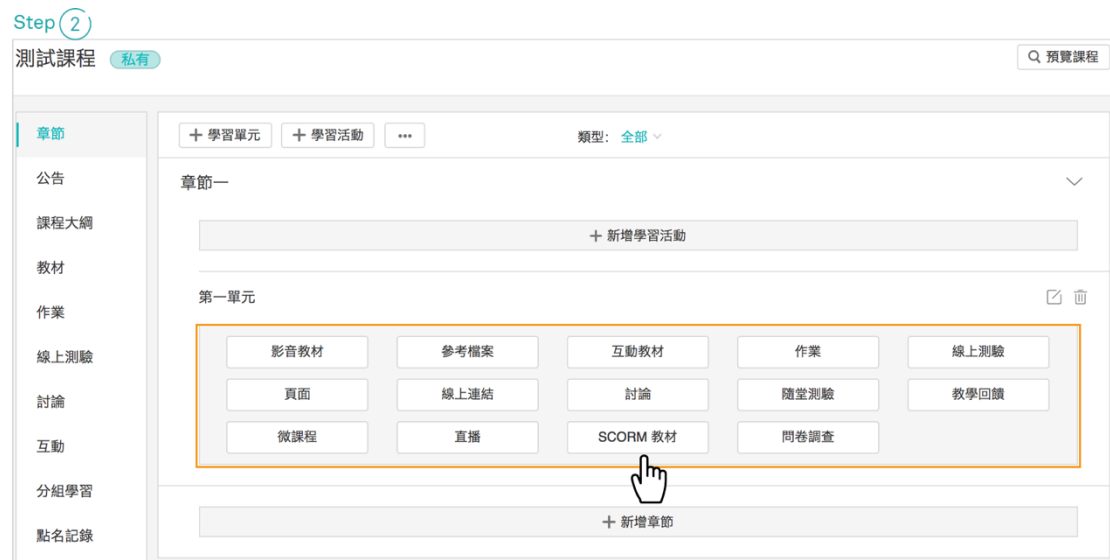 Step 2
測試課程 私有 預覽課程
章節
公告
課程大綱
教材
作業
線上測驗
討論
互動
分組學習
點名記錄
+ 學習單元 + 學習活動 ••• 類型: 全部
章節一
+ 新增學習活動
第一單元
影音教材 參考檔案 互動教材 作業 線上測驗
頁面 線上連結 討論 隨堂測驗 教學回饋
微課程 直播 SCORM 教材 問卷調查
+ 新增章節